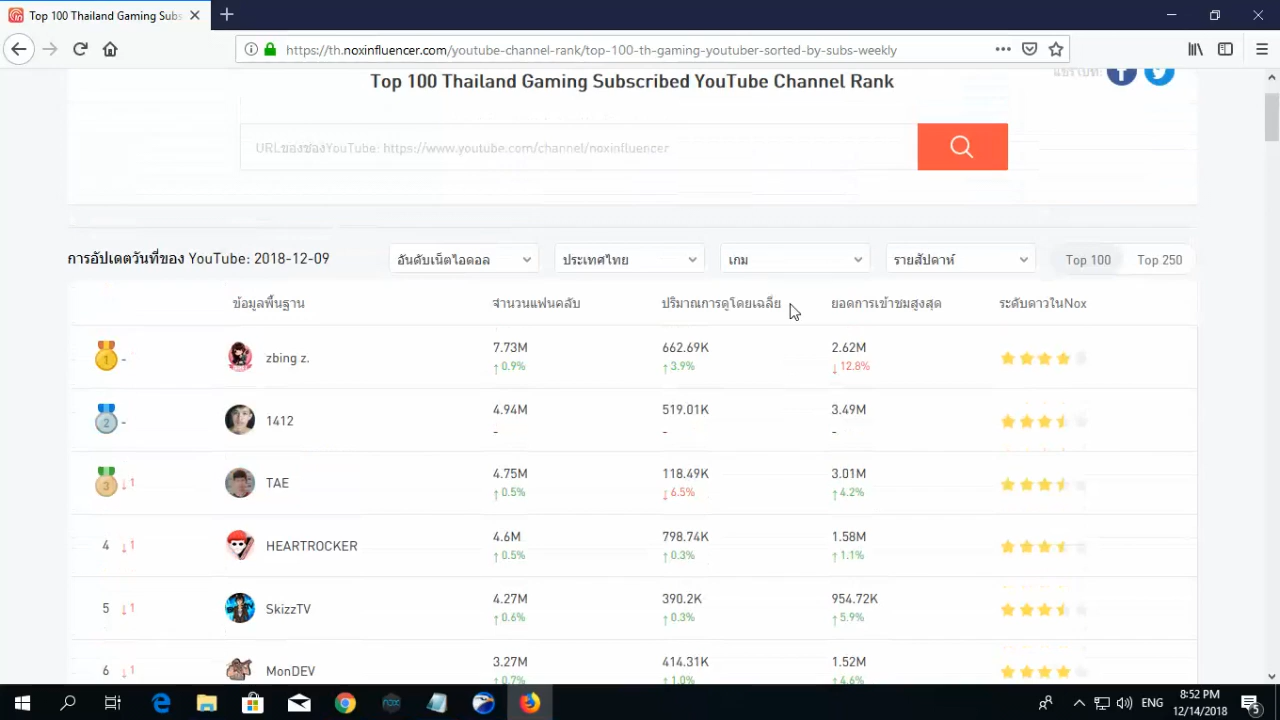 Top 100 Thailand Gaming Subs
https://th.noxinfluencer.com/youtube-channel-rank/top-100-th-gaming-youtuber-sorted-by-subs-weekly
Top 100 Thailand Gaming Subscribed YouTube Channel Rank
URLของช่องYouTube: https://www.youtube.com/channel/noxinfluencer
การอัปเดตวันที่ของ YouTube: 2018-12-09 อันดับเน็ตไอดอล ประเทศไทย เกม รายสัปดาห์ Top 100 Top 250
ข้อมูลพื้นฐาน จำนวนแฟนคลับ ปริมาณการดูโดยเฉลี่ย ยอดการเข้าชมสูงสุด ระดับดาวในNox
1 - zbing z. 7.73M 662.69K 2.62M
↑0.9% ↑3.9% ↓12.8%
2 - 1412 4.94M 519.01K 3.49M
- - -
3 ↓1 TAE 4.75M 118.49K 3.01M
↑0.5% ↓6.5% ↑4.2%
4 ↓1 HEARTROCKER 4.6M 798.74K 1.58M
↑0.5% ↑0.3% ↑1.1%
5 ↓1 SkizzTV 4.27M 390.2K 954.72K
↑0.6% ↑0.3% ↑5.9%
6 ↓1 MonDEV 3.27M 414.31K 1.52M
↑0.7% ↑1.0% ↑4.6%
ENG 8:52 PM
12/14/2018 5